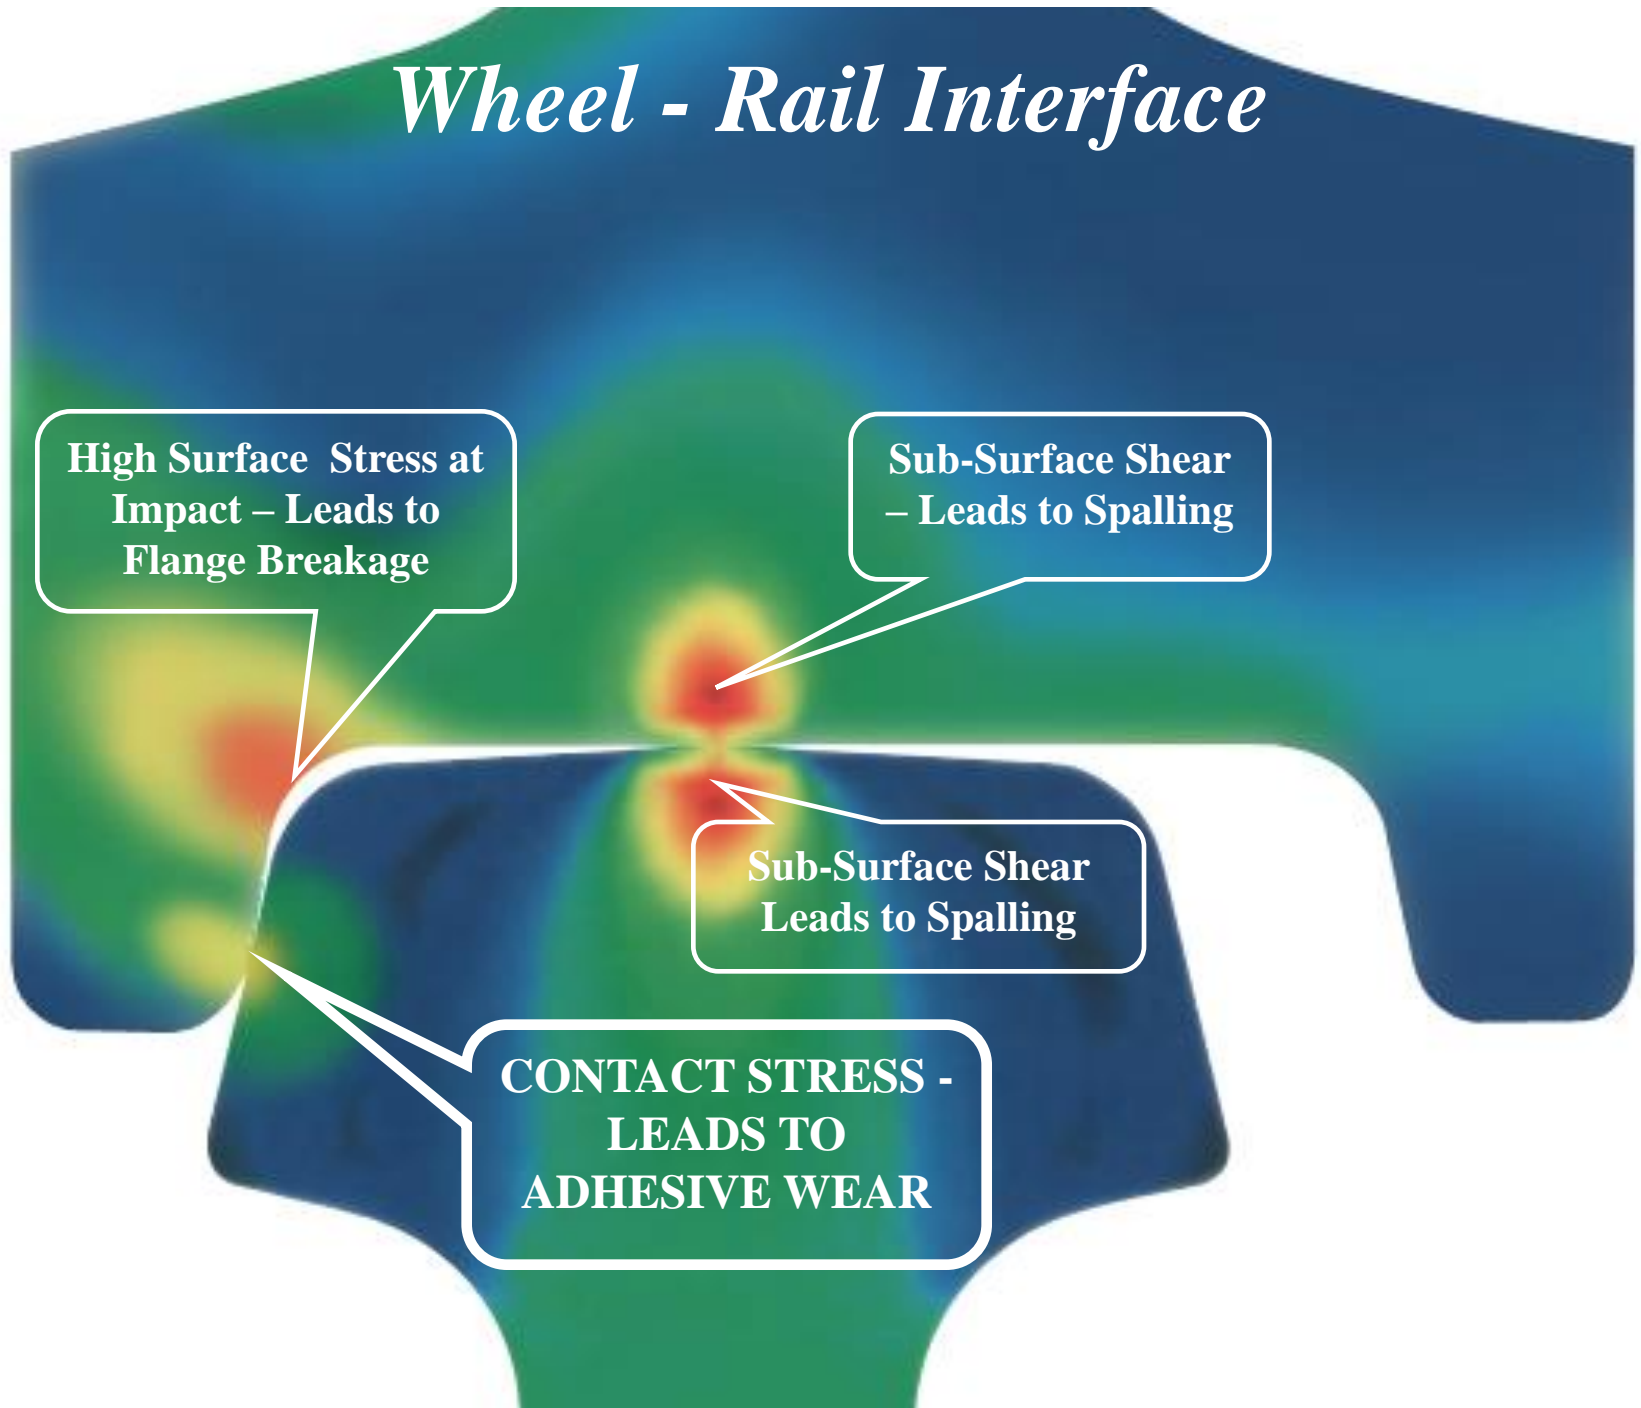 Wheel - Rail Interface
High Surface Stress at
Impact – Leads to
Flange Breakage
Sub-Surface Shear
– Leads to Spalling
Sub-Surface Shear
Leads to Spalling
CONTACT STRESS -
LEADS TO
ADHESIVE WEAR